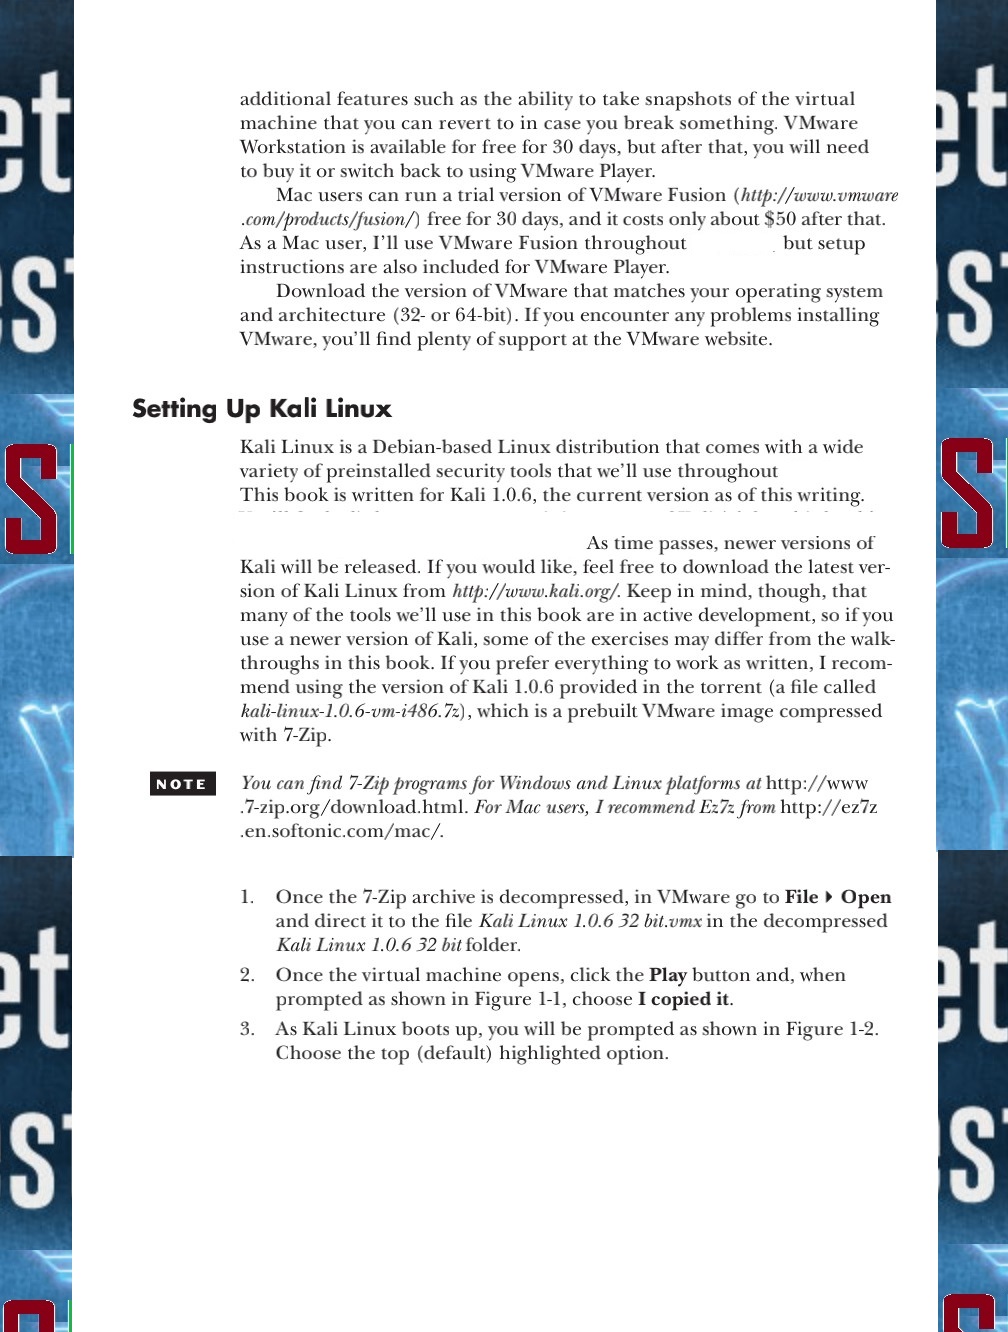 additional features such as the ability to take snapshots of the virtual
machine that you can revert to in case you break something. VMware
Workstation is available for free for 30 days, but after that, you will need
to buy it or switch back to using VMware Player.
Mac users can run a trial version of VMware Fusion (http://www.vmware
.com/products/fusion/) free for 30 days, and it costs only about $50 after that.
As a Mac user, I'll use VMware Fusion throughout but setup
instructions are also included for VMware Player.
Download the version of VMware that matches your operating system
and architecture (32- or 64-bit). If you encounter any problems installing
VMware, you'll find plenty of support at the VMware website.
Setting Up Kali Linux
Kali Linux is a Debian-based Linux distribution that comes with a wide
variety of preinstalled security tools that we'll use throughout
This book is written for Kali 1.0.6, the current version as of this writing.
As time passes, newer versions of
Kali will be released. If you would like, feel free to download the latest ver-
sion of Kali Linux from http://www.kali.org/. Keep in mind, though, that
many of the tools we'll use in this book are in active development, so if you
use a newer version of Kali, some of the exercises may differ from the walk-
throughs in this book. If you prefer everything to work as written, I recom-
mend using the version of Kali 1.0.6 provided in the torrent (a file called
kali-linux-1.0.6-vm-i486.7z), which is a prebuilt VMware image compressed
with 7-Zip.
NOTE You can find 7-Zip programs for Windows and Linux platforms at http://www
.7-zip.org/download.html. For Mac users, I recommend Ez7z from http://ez7z
.en.softonic.com/mac/.
1. Once the 7-Zip archive is decompressed, in VMware go to File ▸ Open
and direct it to the file Kali Linux 1.0.6 32 bit.vmx in the decompressed
Kali Linux 1.0.6 32 bit folder.
2. Once the virtual machine opens, click the Play button and, when
prompted as shown in Figure 1-1, choose I copied it.
3. As Kali Linux boots up, you will be prompted as shown in Figure 1-2.
Choose the top (default) highlighted option.